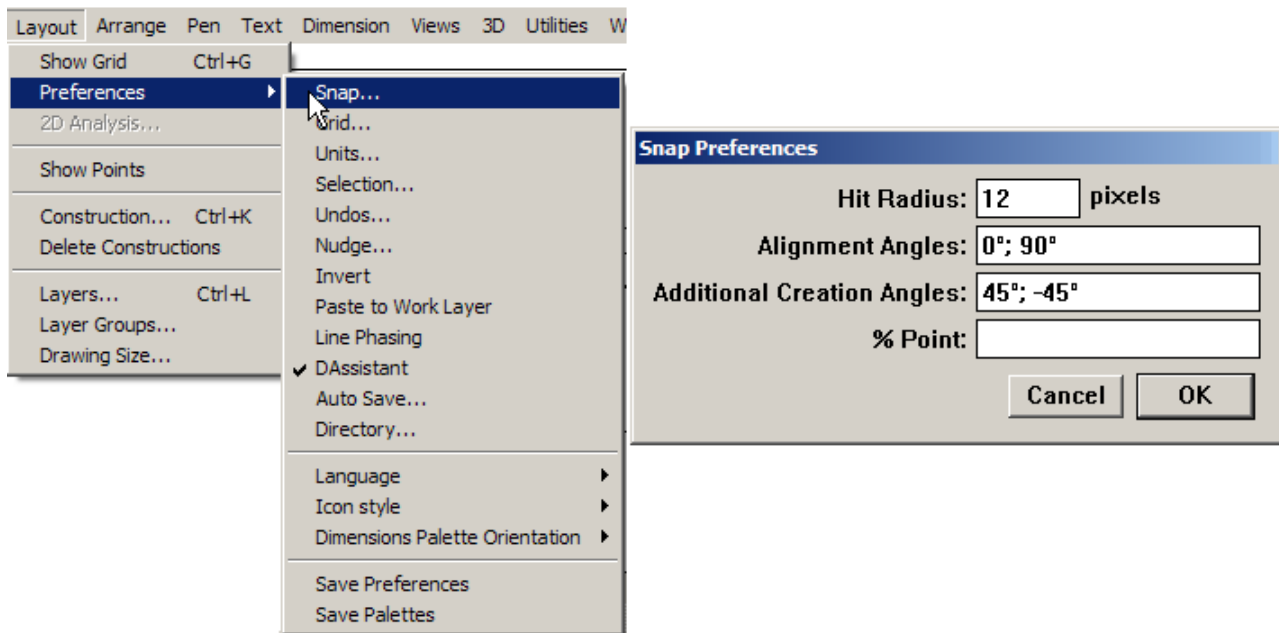 Layout Arrange Pen Text Dimension Views 3D Utilities W
Show Grid Ctrl+G
Preferences
2D Analysis...
Show Points
Construction... Ctrl+K
Delete Constructions
Layers... Ctrl+L
Layer Groups...
Drawing Size...
Snap...
Grid...
Units...
Selection...
Undos...
Nudge...
Invert
Paste to Work Layer
Line Phasing
DAssistant
Auto Save...
Directory...
Language
Icon style
Dimensions Palette Orientation
Save Preferences
Save Palettes
Snap Preferences
Hit Radius: 12 pixels
Alignment Angles: 0°; 90°
Additional Creation Angles: 45°; -45°
% Point:
Cancel OK